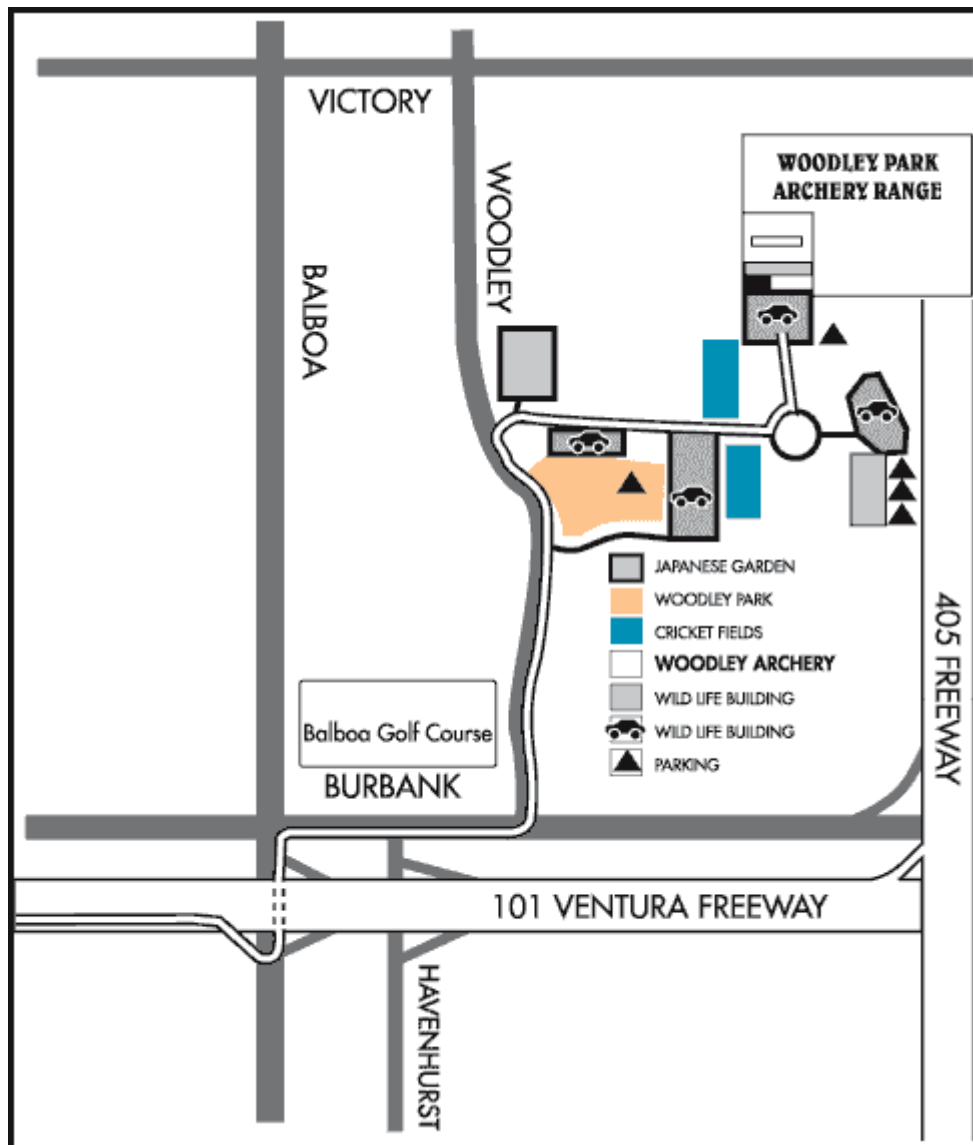 VICTORY
WOODLEY
BALBOA
WOODLEY PARK
ARCHERY RANGE
JAPANESE GARDEN
WOODLEY PARK
CRICKET FIELDS
WOODLEY ARCHERY
WILD LIFE BUILDING
WILD LIFE BUILDING
PARKING
405 FREEWAY
Balboa Golf Course
BURBANK
101 VENTURA FREEWAY
HAVENHURST